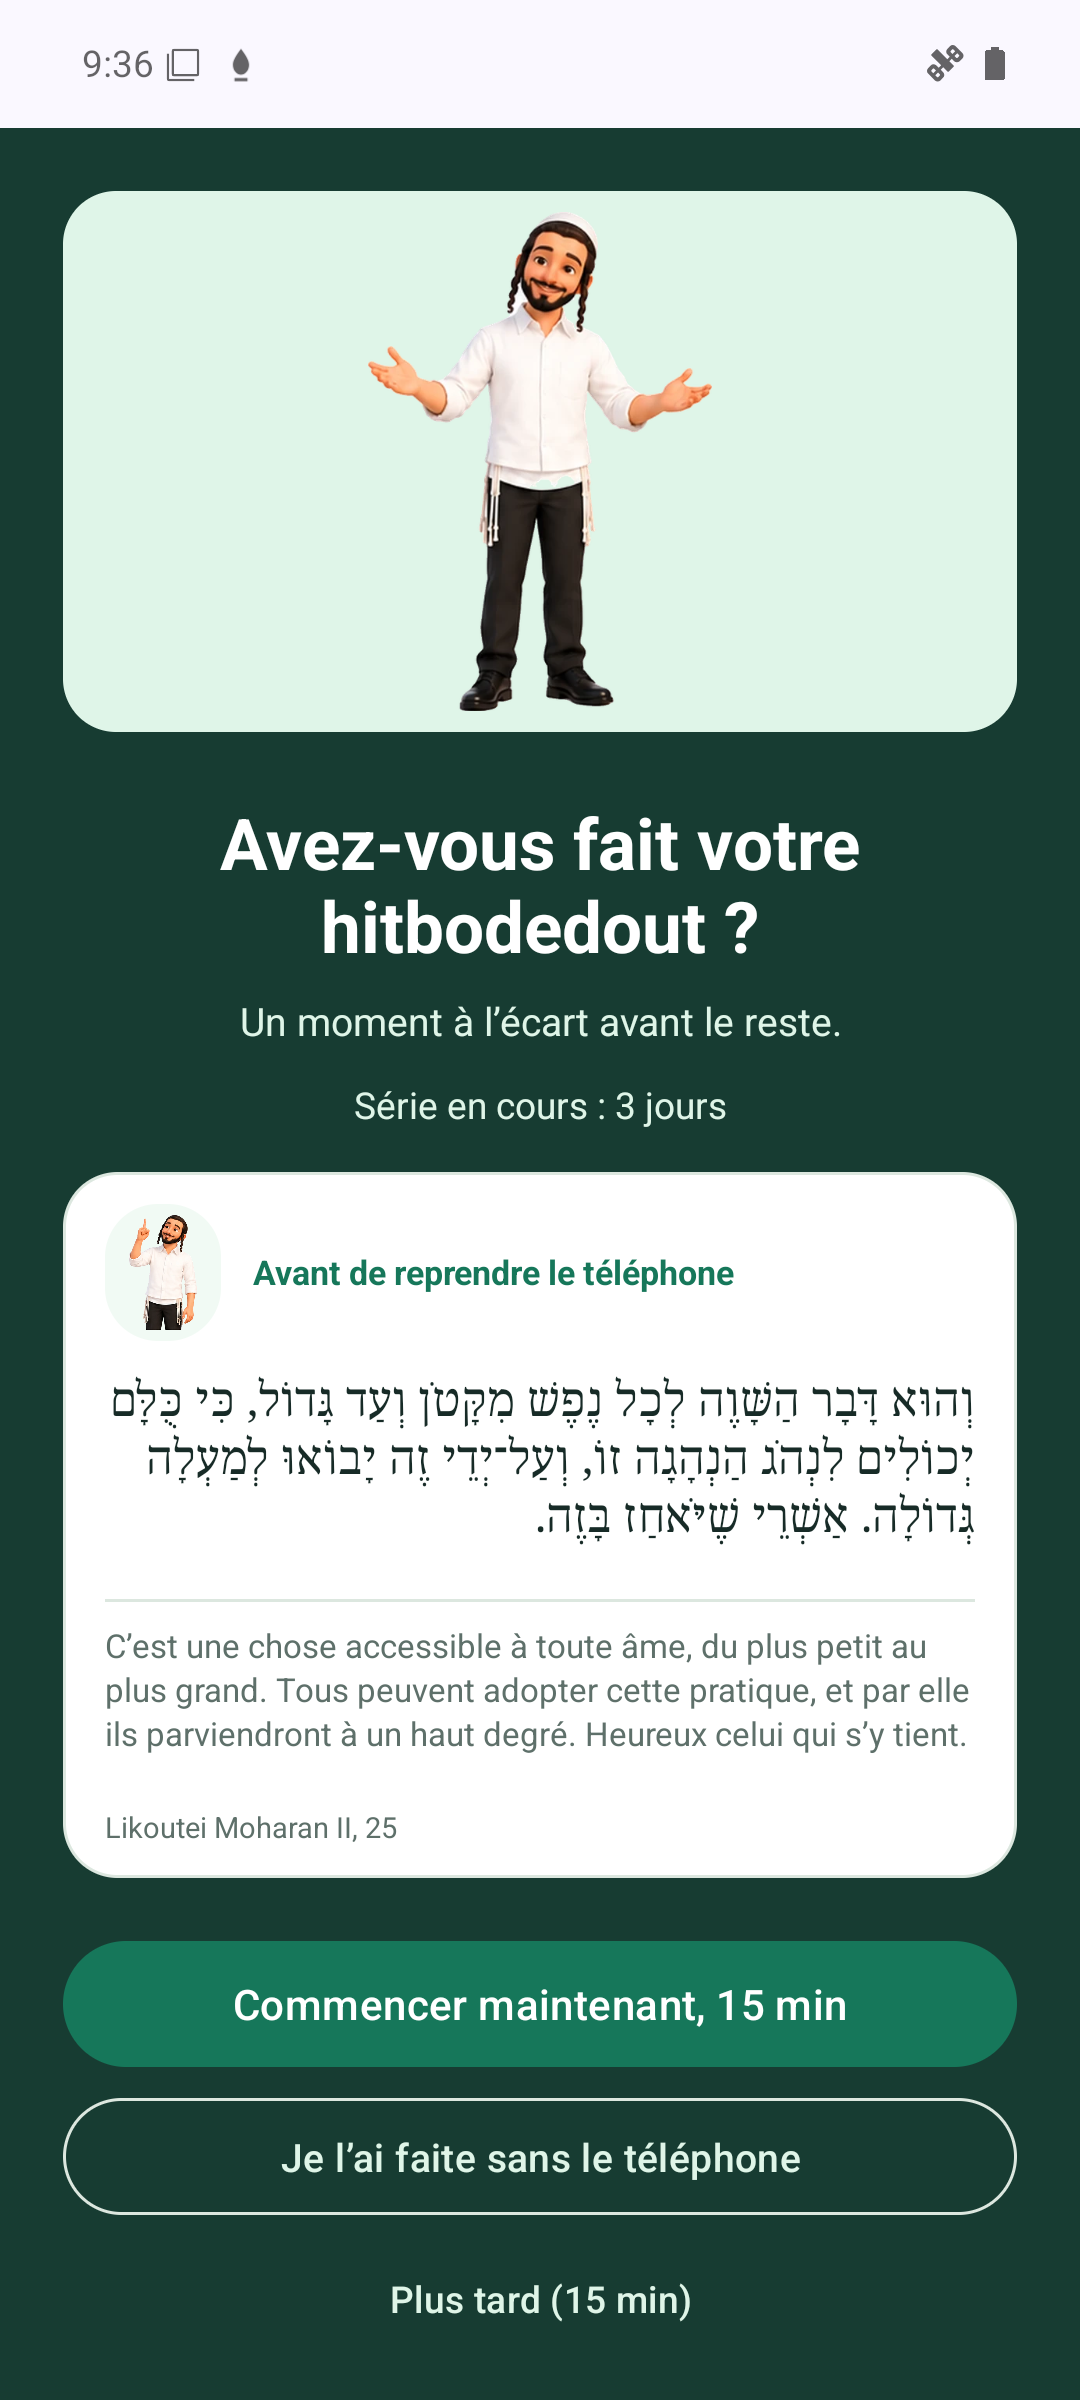 9:36
Avez-vous fait votre
hitbodedout ?
Un moment à l’écart avant le reste.
Série en cours : 3 jours
Avant de reprendre le téléphone
וְהוּא דָּבָר הַשָּׁוֶה לְכָל נֶפֶשׁ מִקָּטֹן וְעַד גָּדוֹל, כִּי כֻּלָּם
יְכוֹלִים לִנְהֹג הַנְהָגָה זוֹ, וְעַל־יְדֵי זֶה יָבוֹאוּ לְמַעְלָה
גְּדוֹלָה. אַשְׁרֵי שֶׁיֹּאחַז בָּזֶה.
C’est une chose accessible à toute âme, du plus petit au
plus grand. Tous peuvent adopter cette pratique, et par elle
ils parviendront à un haut degré. Heureux celui qui s’y tient.
Likoutei Moharan II, 25
Commencer maintenant, 15 min
Je l’ai faite sans le téléphone
Plus tard (15 min)